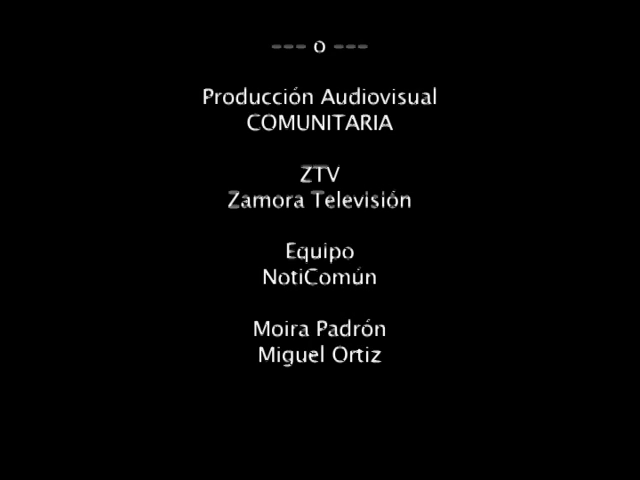 --- o ---
Producción Audiovisual
COMUNITARIA
ZTV
Zamora Televisión
Equipo
NotiComún
Moira Padrón
Miguel Ortiz